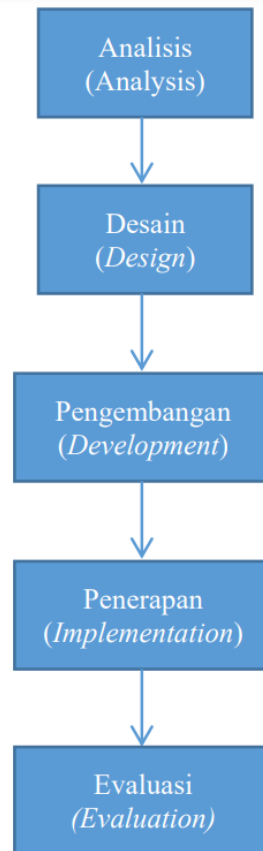 Analisis
(Analysis)
Desain
(Design)
Pengembangan
(Development)
Penerapan
(Implementation)
Evaluasi
(Evaluation)